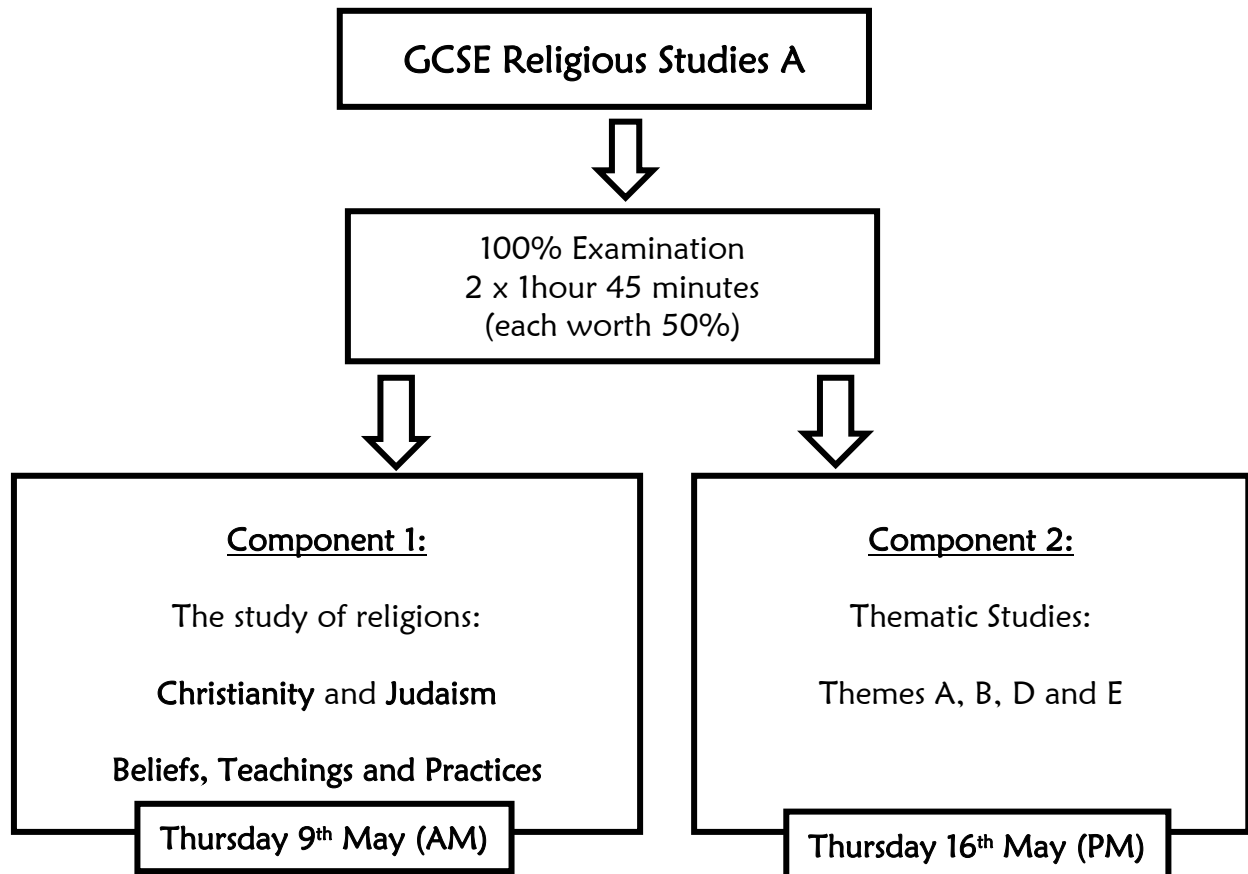 GCSE Religious Studies A
100% Examination
2 x 1hour 45 minutes
(each worth 50%)
Component 1:
The study of religions:
Christianity and Judaism
Beliefs, Teachings and Practices
Thursday 9th May (AM)
Component 2:
Thematic Studies:
Themes A, B, D and E
Thursday 16th May (PM)